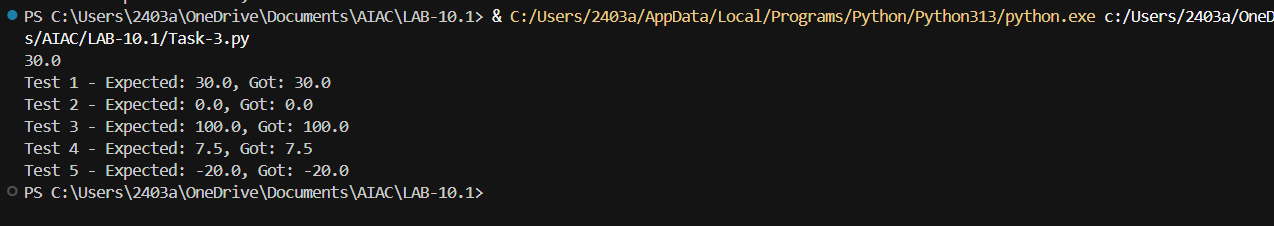 PS C:\Users\2403a\OneDrive\Documents\AIAC\LAB-10.1> & C:/Users/2403a/AppData/Local/Programs/Python/Python313/python.exe c:/Users/2403a/OneD
s/AIAC/LAB-10.1/Task-3.py
30.0
Test 1 - Expected: 30.0, Got: 30.0
Test 2 - Expected: 0.0, Got: 0.0
Test 3 - Expected: 100.0, Got: 100.0
Test 4 - Expected: 7.5, Got: 7.5
Test 5 - Expected: -20.0, Got: -20.0
PS C:\Users\2403a\OneDrive\Documents\AIAC\LAB-10.1>